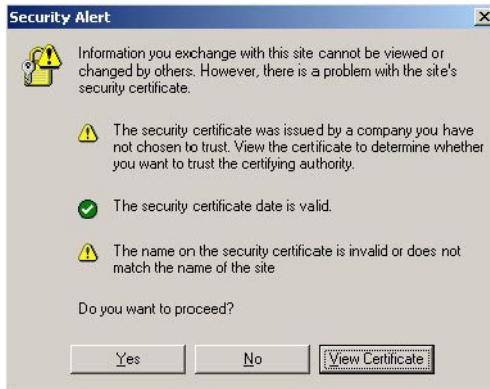 Security Alert
Information you exchange with this site cannot be viewed or
changed by others. However, there is a problem with the site's
security certificate.
The security certificate was issued by a company you have
not chosen to trust. View the certificate to determine whether
you want to trust the certifying authority.
The security certificate date is valid.
The name on the security certificate is invalid or does not
match the name of the site
Do you want to proceed?
Yes No View Certificate